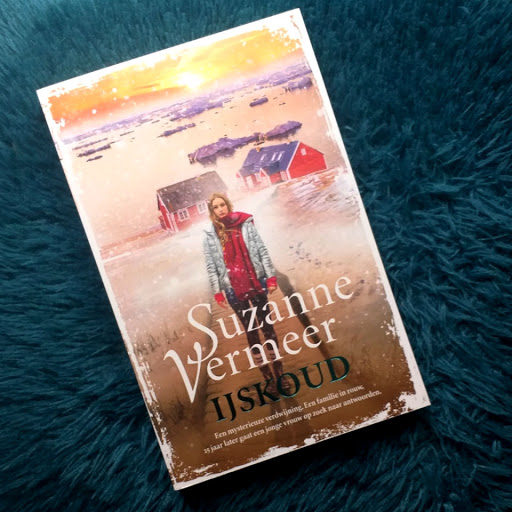 Suzanne
Vermeer
IJSKOUD
Een mysterieuze verdwijning. Een familie in rouw.
25 jaar later gaat een jonge vrouw op zoek naar antwoorden.